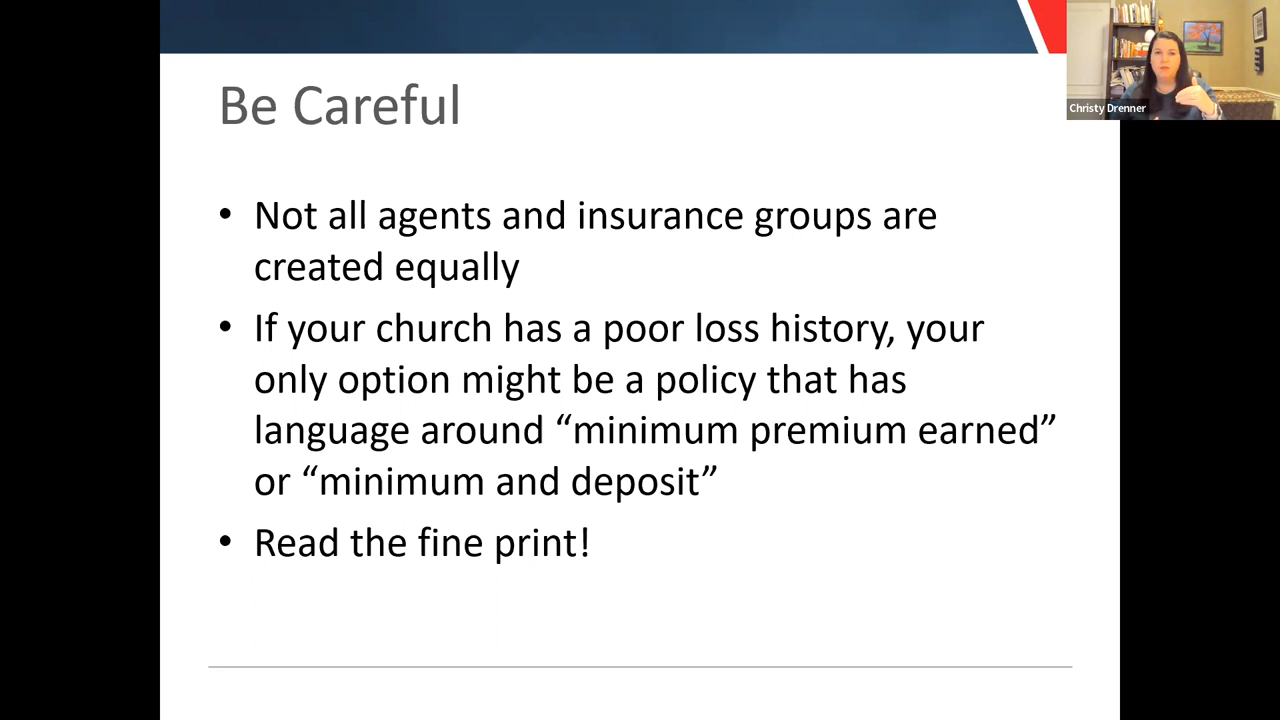 Be Careful
Christy Drenner
• Not all agents and insurance groups are
created equally
• If your church has a poor loss history, your
only option might be a policy that has
language around “minimum premium earned”
or “minimum and deposit”
• Read the fine print!